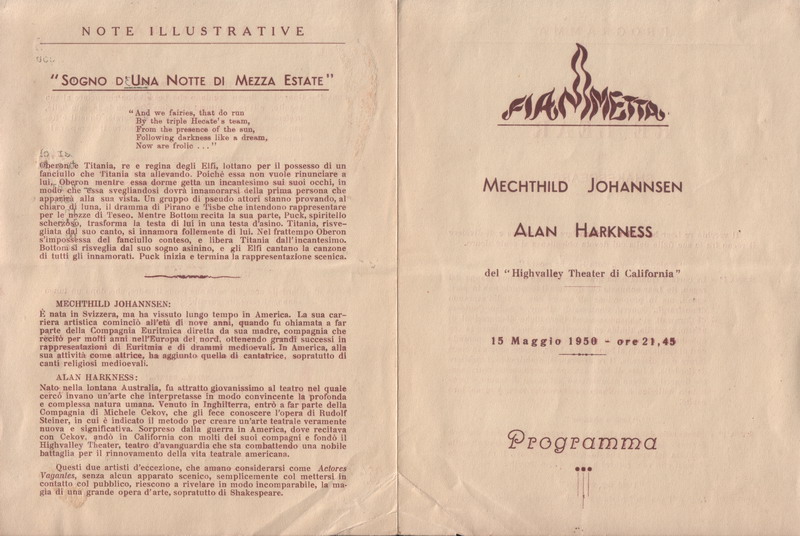 NOTE ILLUSTRATIVE
"SOGNO D'UNA NOTTE DI MEZZA ESTATE"
"And we fairies, that do run
By the triple Hecate's team,
From the presence of the sun,
Following darkness like a dream,
Now are frolic . . ."
Titania, re e regina degli Elfi, lottano per il possesso di un
fanciullo che Titania sta allevando. Poichè essa non vuole rinunciare a
lui, Oberon mentre essa dorme getta un incantesimo sui suoi occhi, in
modo che essa svegliandosi dovrà innamorarsi della prima persona che
apparirà alla sua vista. Un gruppo di pseudo attori stanno provando, al
chiaro di luna, il dramma di Pirano e Tisbe che intendono rappresentare
per le nozze di Teseo. Mentre Bottom recita la sua parte, Puck, spiritello
scherzoso, trasforma la testa di lui in una testa d'asino. Titania, risve-
gliata dal suo canto, si innamora follemente di lui. Nel frattempo Oberon
s'impossessa del fanciullo conteso, e libera Titania dall'incantesimo.
Bottom si risveglia dal suo sogno asinino, e gli Elfi cantano la canzone
di tutti gli innamorati. Puck inizia e termina la rappresentazione scenica.
MECHTHILD JOHANNSEN:
È nata in Svizzera, ma ha vissuto lungo tempo in America. La sua car-
riera artistica cominciò all'età di nove anni, quando fu chiamata a far
parte della Compagnia Euritmica diretta da sua madre, compagnia che
recitò per molti anni nell'Europa del nord, ottenendo grandi successi in
rappresentazioni di Euritmia e di drammi medioevali. In America, alla
sua attività come attrice, ha aggiunto quella di cantatrice, sopratutto di
canti religiosi medioevali.
ALAN HARKNESS:
Nato nella lontana Australia, fu attratto giovanissimo al teatro nel quale
cercò invano un'arte che interpretasse in modo convincente la profonda
e complessa natura umana. Venuto in Inghilterra, entrò a far parte della
Compagnia di Michele Cekov, che gli fece conoscere l'opera di Rudolf
Steiner, in cui è indicato il metodo per creare un'arte teatrale veramente
nuova e significativa. Sorpreso dalla guerra in America, dove recitava
con Cekov, andò in California con molti dei suoi compagni e fondò il
Highvalley Theater, teatro d'avanguardia che sta combattendo una nobile
battaglia per il rinnovamento della vita teatrale americana.
Questi due artisti d'eccezione, che amano considerarsi come Actores
Vagantes, senza alcun apparato scenico, semplicemente col mettersi in
contatto col pubblico, riescono a rivelare in modo incomparabile, la ma-
gia di una grande opera d'arte, sopratutto di Shakespeare.
FIAMMETTA
MECHTHILD JOHANNSEN
ALAN HARKNESS
del "Highvalley Theater di California"
15 Maggio 1950 - ore 21,45
Programma